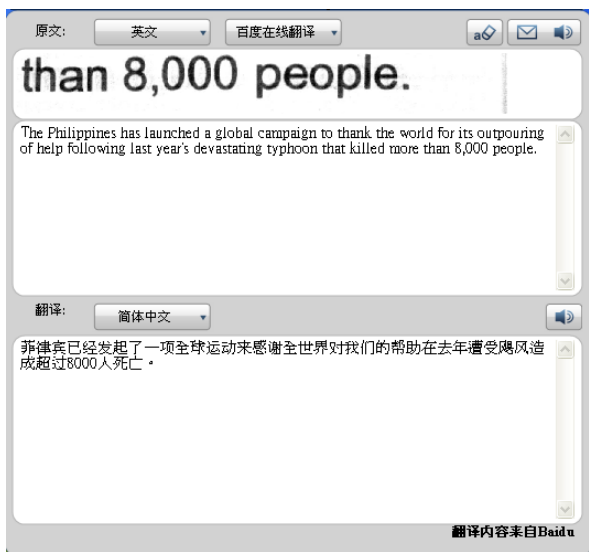 原文: 英文 百度在线翻译
than 8,000 people.
The Philippines has launched a global campaign to thank the world for its outpouring
of help following last year's devastating typhoon that killed more than 8,000 people.
翻译: 简体中文
菲律宾已经发起了一项全球运动来感谢全世界对我们的帮助在去年遭受飓风造
成超过8000人死亡。
翻译内容来自Baidu